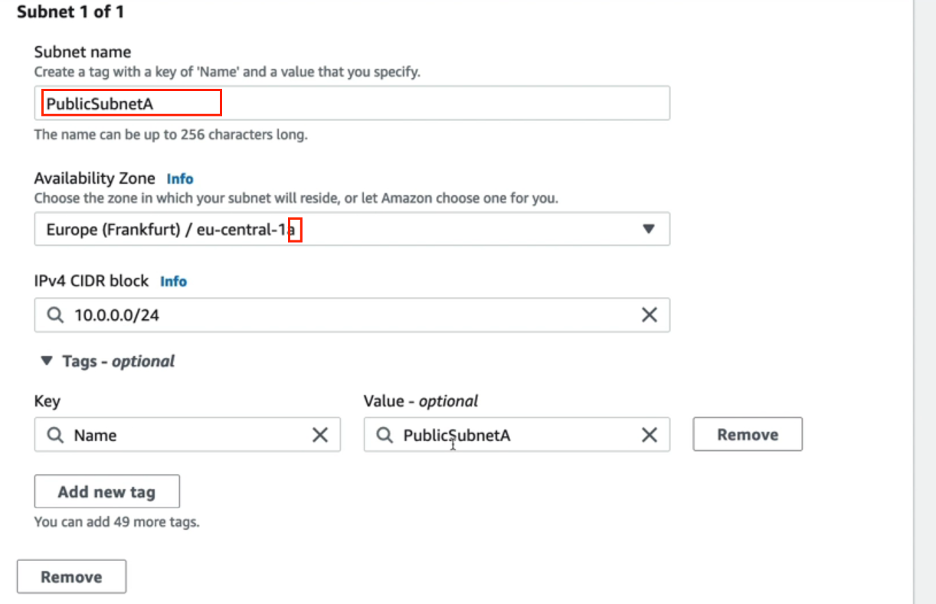 Subnet 1 of 1
Subnet name
Create a tag with a key of 'Name' and a value that you specify.
PublicSubnetA
The name can be up to 256 characters long.
Availability Zone Info
Choose the zone in which your subnet will reside, or let Amazon choose one for you.
Europe (Frankfurt) / eu-central-1a
IPv4 CIDR block Info
10.0.0.0/24
Tags - optional
Key
Value - optional
Name
PublicSubnetA
Remove
Add new tag
You can add 49 more tags.
Remove